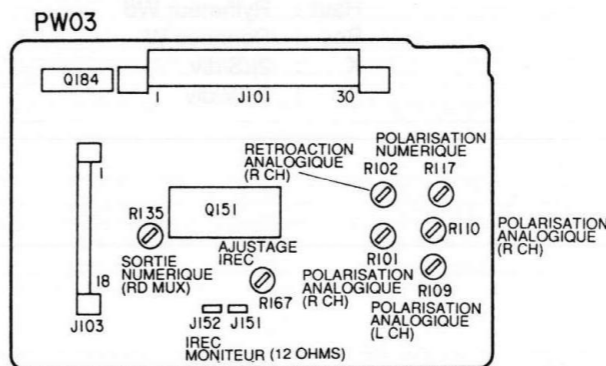 PW03
Q184
1 J101 30
POLARISATION
NUMERIQUE
RETROACTION
ANALOGIQUE
(R CH)
R102 R117
1
R135
Q151
R101
R110
POLARISATION
ANALOGIQUE
(R CH)
AJUSTAGE
IREC
SORTIE
NUMERIQUE
(RD MUX)
R167
POLARISATION
ANALOGIQUE
(R CH)
R109
POLARISATION
ANALOGIQUE
(L CH)
18
J103
J152 J151
IREC
MONITEUR (12 OHMS)